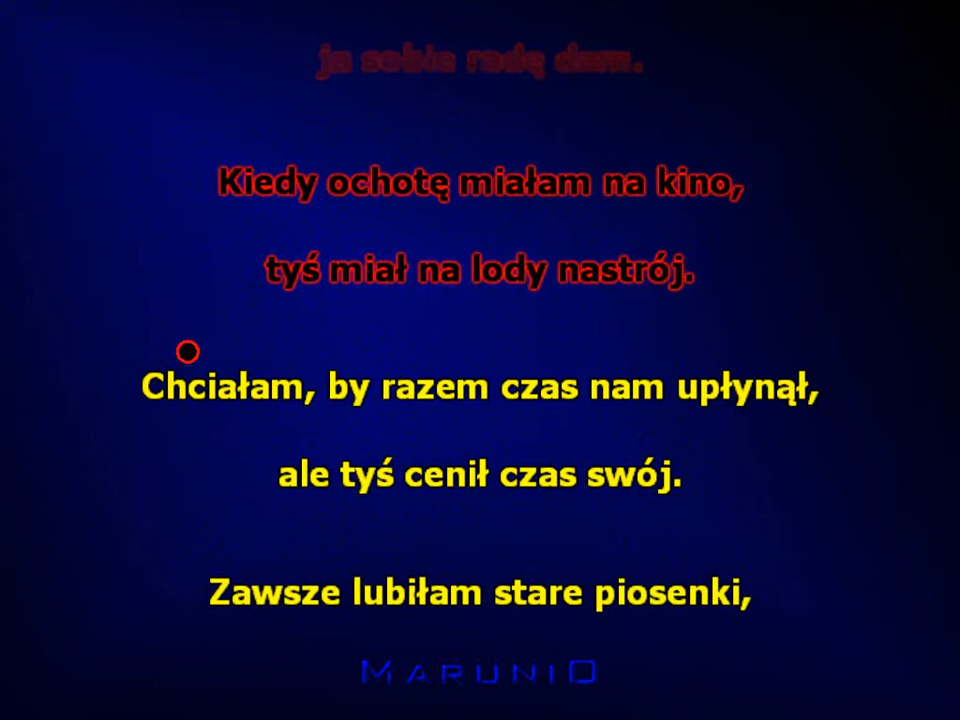 ja sobie radę dam.
Kiedy ochotę miałam na kino,
tyś miał na lody nastrój.
Chciałam, by razem czas nam upłynął,
ale tyś cenił czas swój.
Zawsze lubiłam stare piosenki,
MARUNIO